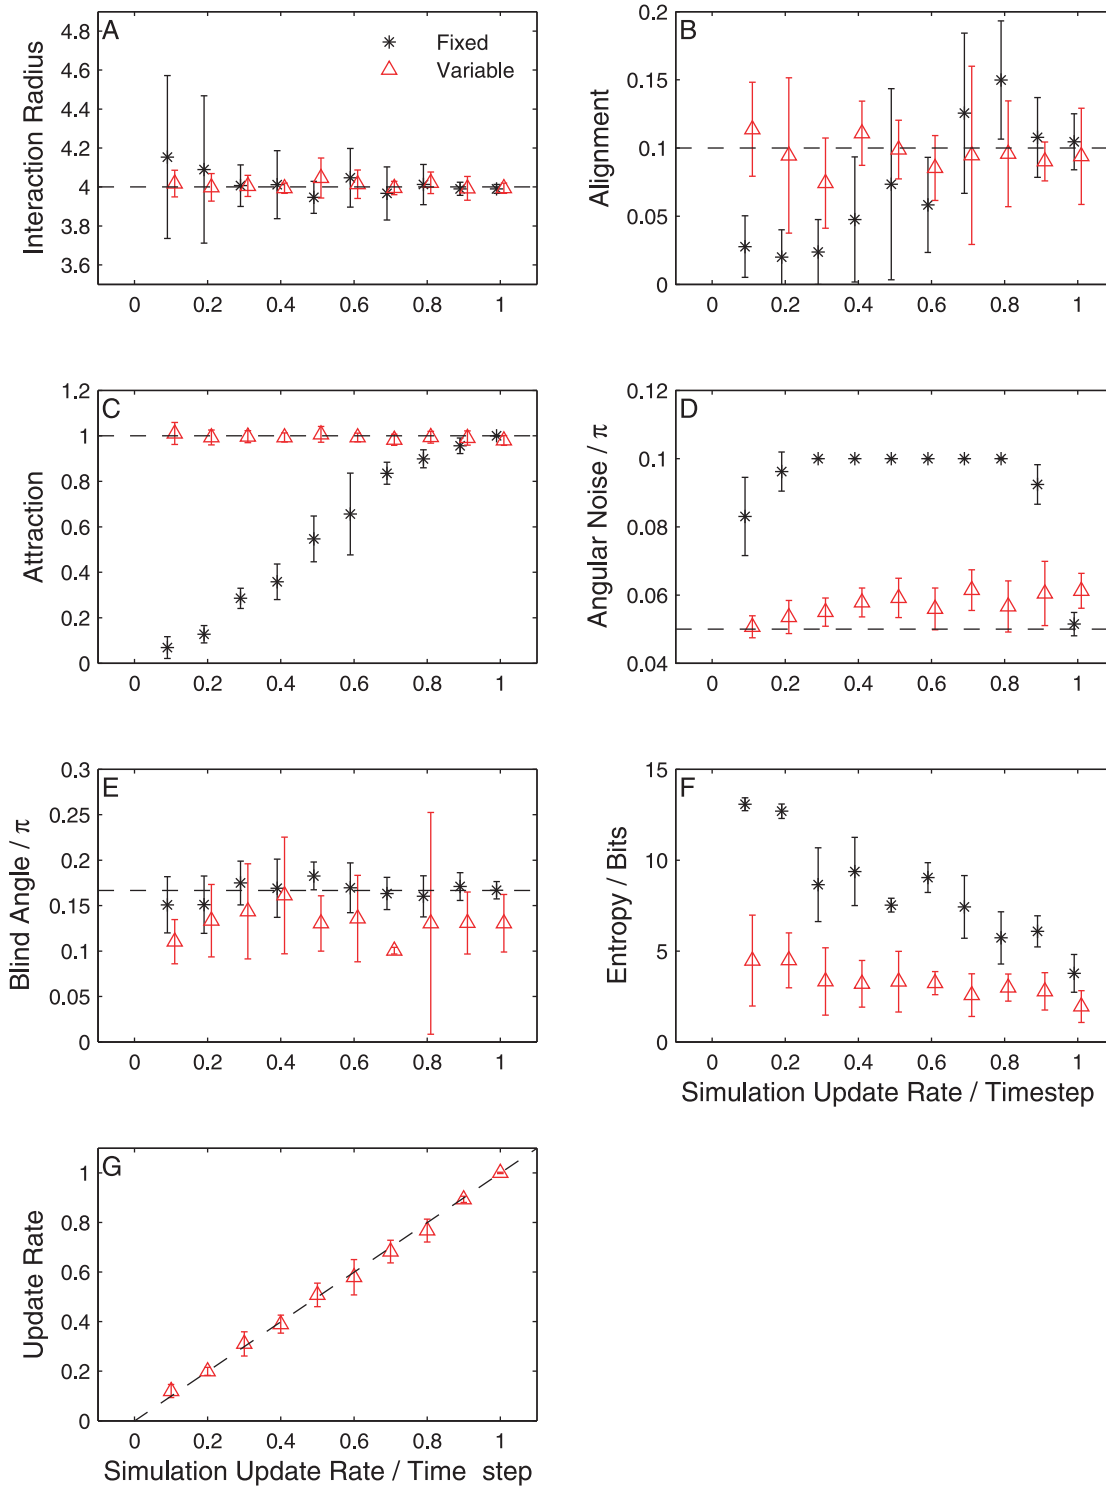 A
Fixed
Variable
Interaction Radius
4.8
4.6
4.4
4.2
4
3.8
3.6
0 0.2 0.4 0.6 0.8 1
B
Alignment
0.2
0.15
0.1
0.05
0
0 0.2 0.4 0.6 0.8 1
C
Attraction
1.2
1
0.8
0.6
0.4
0.2
0
0 0.2 0.4 0.6 0.8 1
D
Angular Noise / π
0.12
0.1
0.08
0.06
0.04
0 0.2 0.4 0.6 0.8 1
E
Blind Angle / π
0.3
0.25
0.2
0.15
0.1
0.05
0
0 0.2 0.4 0.6 0.8 1
F
Entropy / Bits
15
10
5
0
0 0.2 0.4 0.6 0.8 1
Simulation Update Rate / Timestep
G
Update Rate
1
0.8
0.6
0.4
0.2
0
0 0.2 0.4 0.6 0.8 1
Simulation Update Rate / Time step